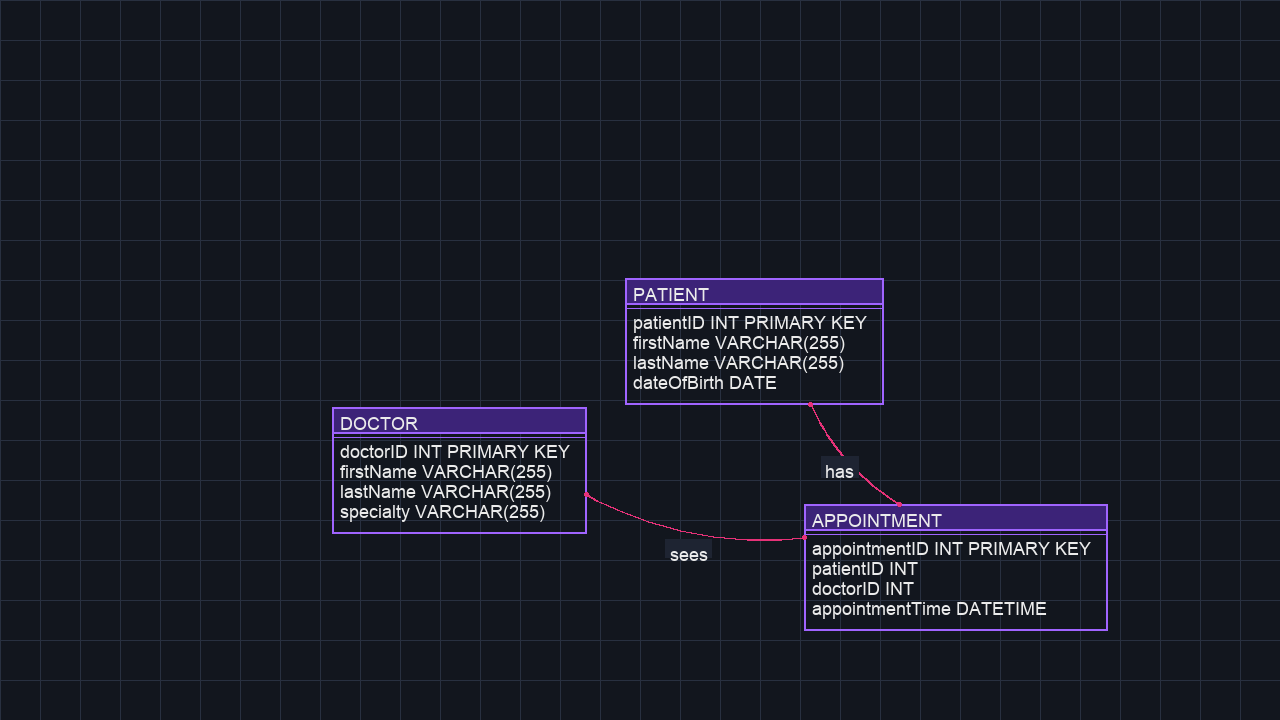 PATIENT
patientID INT PRIMARY KEY
firstName VARCHAR(255)
lastName VARCHAR(255)
dateOfBirth DATE
DOCTOR
doctorID INT PRIMARY KEY
firstName VARCHAR(255)
lastName VARCHAR(255)
specialty VARCHAR(255)
has
sees
APPOINTMENT
appointmentID INT PRIMARY KEY
patientID INT
doctorID INT
appointmentTime DATETIME